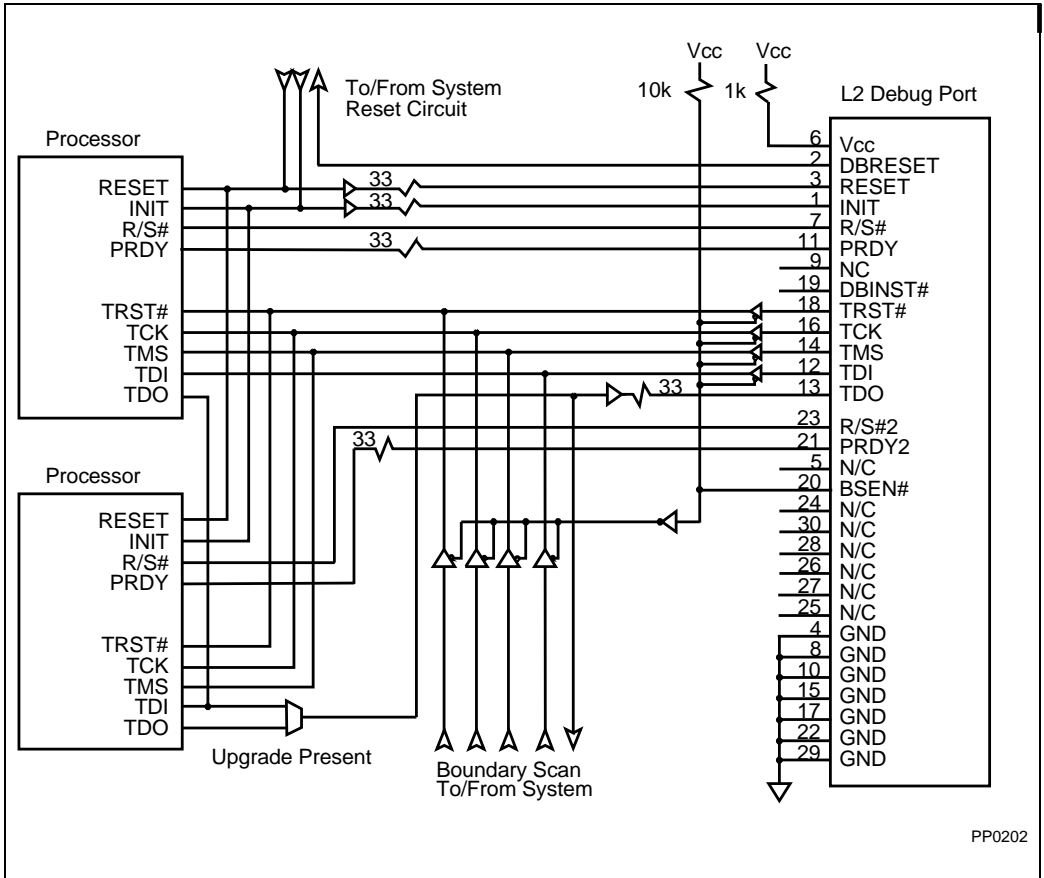 Vcc Vcc
10k 1k
L2 Debug Port
To/From System
Reset Circuit
Processor
RESET
INIT
R/S#
PRDY
TRST#
TCK
TMS
TDI
TDO
33
33
33
33
6 Vcc
2 DBRESET
3 RESET
1 INIT
7 R/S#
11 PRDY
9 NC
19 DBINST#
18 TRST#
16 TCK
14 TMS
12 TDI
13 TDO
23 R/S#2
21 PRDY2
5 N/C
20 BSEN#
24 N/C
30 N/C
28 N/C
26 N/C
27 N/C
25 N/C
4 GND
8 GND
10 GND
15 GND
17 GND
22 GND
29 GND
33
Processor
RESET
INIT
R/S#
PRDY
TRST#
TCK
TMS
TDI
TDO
Upgrade Present
Boundary Scan
To/From System
PP0202